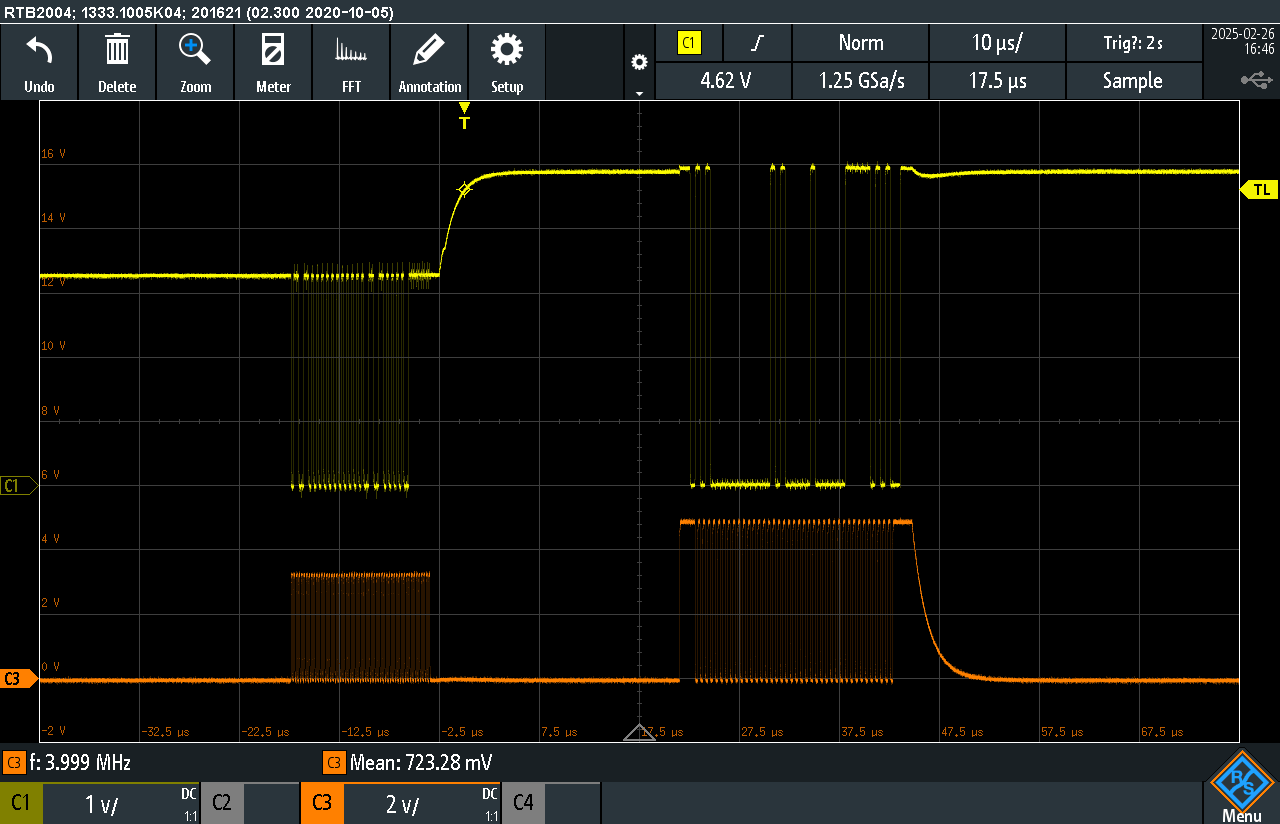 RTB2004; 1333.1005K04; 201621 (02.300 2020-10-05)
Undo Delete Zoom Meter FFT Annotation Setup
C1 Norm 10 µs/ Trig?: 2 s
4.62 V 1.25 GSa/s 17.5 µs Sample
2025-02-26
16:46
T
16 V
TL
14 V
12 V
10 V
8 V
6 V
C1
4 V
2 V
0 V
C3
-2 V -32,5 µs -22,5 µs -12,5 µs -2,5 µs 7,5 µs 17,5 µs 27,5 µs 37,5 µs 47,5 µs 57,5 µs 67,5 µs
C3 f: 3.999 MHz C3 Mean: 723.28 mV
C1 1 v/ DC 1:1 C2 C3 2 v/ DC 1:1 C4
R S
Menu